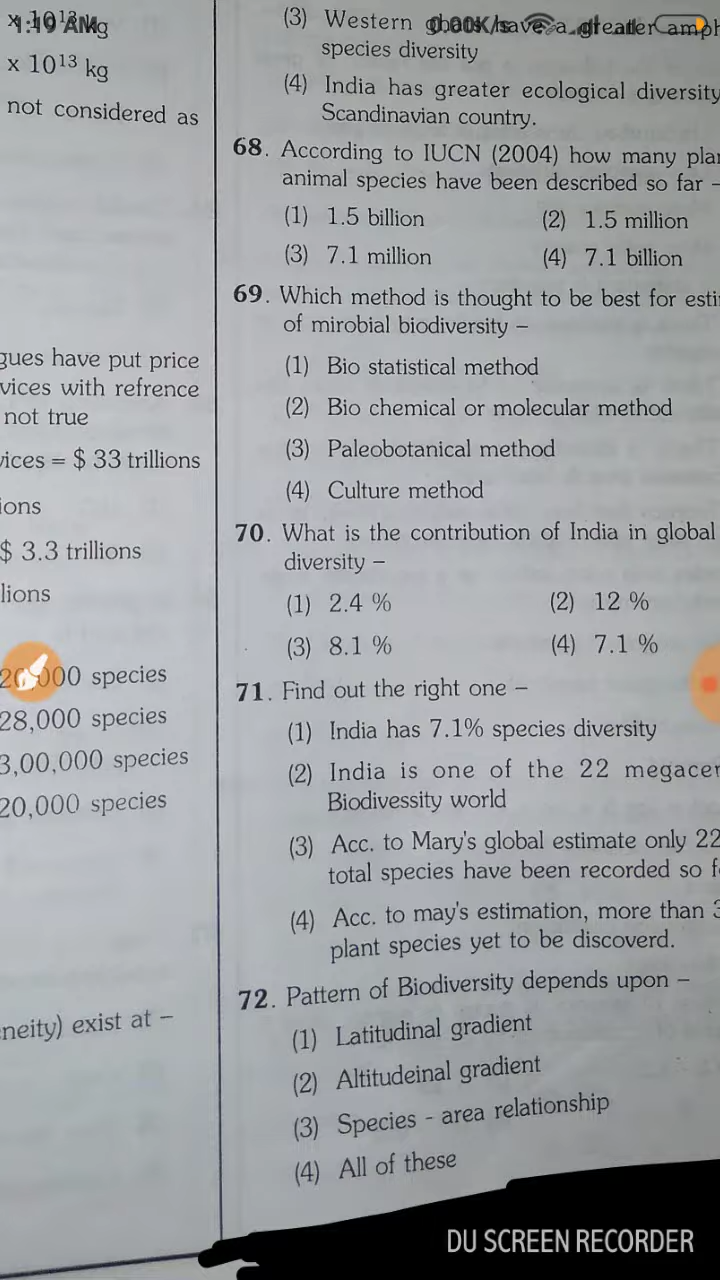 1:19 AM
x 10¹³ kg
x 10¹³ kg
not considered as
gues have put price
vices with refrence
not true
vices = $ 33 trillions
ions
$ 3.3 trillions
lions
20,000 species
28,000 species
3,00,000 species
20,000 species
eneity) exist at –
(3) Western ghats have a greater amph
species diversity
(4) India has greater ecological diversity
Scandinavian country.
68. According to IUCN (2004) how many plan
animal species have been described so far –
(1) 1.5 billion (2) 1.5 million
(3) 7.1 million (4) 7.1 billion
69. Which method is thought to be best for esti
of mirobial biodiversity –
(1) Bio statistical method
(2) Bio chemical or molecular method
(3) Paleobotanical method
(4) Culture method
70. What is the contribution of India in global
diversity –
(1) 2.4 % (2) 12 %
(3) 8.1 % (4) 7.1 %
71. Find out the right one –
(1) India has 7.1% species diversity
(2) India is one of the 22 megacen
Biodivessity world
(3) Acc. to Mary's global estimate only 22
total species have been recorded so f
(4) Acc. to may's estimation, more than 3
plant species yet to be discoverd.
72. Pattern of Biodiversity depends upon –
(1) Latitudinal gradient
(2) Altitudeinal gradient
(3) Species - area relationship
(4) All of these
DU SCREEN RECORDER